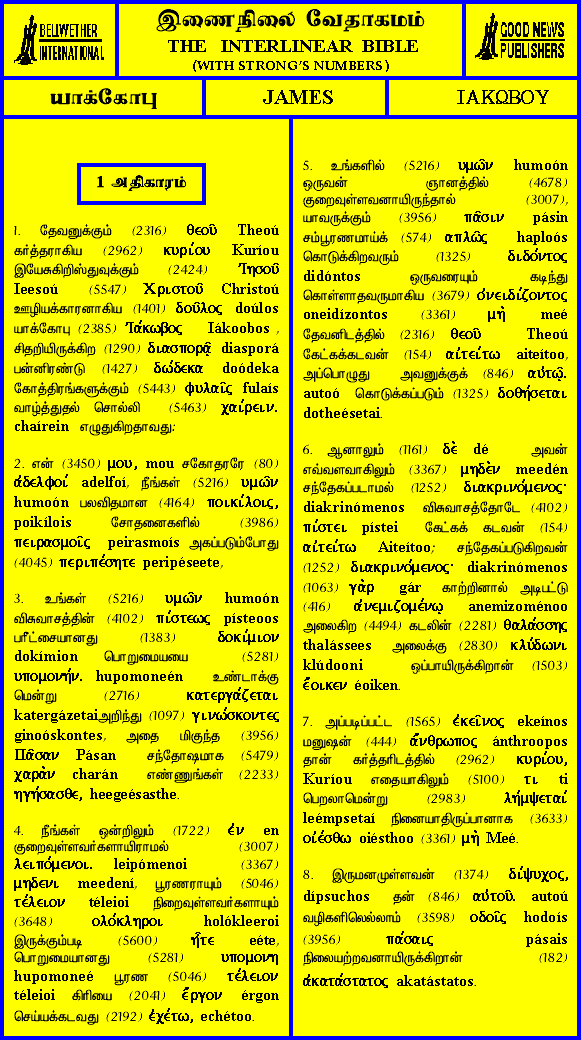 BELLWETHER
INTERNATIONAL
இணைநிலை வேதாகமம்
THE INTERLINEAR BIBLE
(WITH STRONG'S NUMBERS)
GOOD NEWS
PUBLISHERS
யாக்கோபு
JAMES
ΙΑΚΩΒΟΥ
1 அதிகாரம்
1. தேவனுக்கும் (2316) θεοῦ Theoú
கர்த்தராகிய (2962) κυρίου Kuríou
இயேசுகிறிஸ்துவுக்கும் (2424) Ἰησοῦ
Ieesoú (5547) Χριστοῦ Christoú
ஊழியக்காரனாகிய (1401) δοῦλος doúlos
யாக்கோபு (2385) Ἰάκωβος Iákoobos ,
சிதறியிருக்கிற (1290) διασπορᾷ diasporá
பன்னிரண்டு (1427) δώδεκα doódeka
கோத்திரங்களுக்கும் (5443) φυλαῖς fulaís
வாழ்த்துதல் சொல்லி (5463) χαίρειν.
chaírein எழுதுகிறதாவது:
2. என் (3450) μου, mou சகோதரரே (80)
ἀδελφοί adelfoí, நீங்கள் (5216) υμῶν
humoón பலவிதமான (4164) ποικίλοις,
poikílois சோதனைகளில் (3986)
πειρασμοῖς peirasmoís அகப்படும்போது
(4045) περιπέσητε peripéseete,
3. உங்கள் (5216) υμῶν humoón
விசுவாசத்தின் (4102) πίστεως písteoos
பரீட்சையானது (1383) δοκίμιον
dokímion பொறுமையை (5281)
υπομονήν. hupomoneén உண்டாக்கு
மென்று (2716) κατεργάζεται
katergázetaiஅறிந்து (1097) γινώσκοντες
ginoóskontes, அதை மிகுந்த (3956)
Πᾶσαν Pásan சந்தோஷமாக (5479)
χαρὰν charán எண்ணுங்கள் (2233)
ηγήσασθε, heegeésasthe.
4. நீங்கள் ஒன்றிலும் (1722) ἐν en
குறைவுள்ளவர்களாயிராமல் (3007)
λειπόμενοι. leipómenoi (3367)
μηδενι meedení, பூரணராயும் (5046)
τέλειον téleioi நிறைவுள்ளவர்களாயும்
(3648) ολόκληροι holókleeroi
இருக்கும்படி (5600) ἦτε eéte,
பொறுமையானது (5281) υπομονη
hupomoneé பூரண (5046) τέλειον
téleioi கிரியை (2041) ἔργον érgon
செய்யக்கடவது (2192) ἐχέτω, echétoo.
5. உங்களில் (5216) υμῶν humoón
ஒருவன் ஞானத்தில் (4678)
குறைவுள்ளவனாயிருந்தால் (3007),
யாவருக்கும் (3956) πᾶσιν pásin
சம்பூரணமாய்க் (574) απλῶς haploós
கொடுக்கிறவரும் (1325) διδόντος
didóntos ஒருவரையும் கடிந்து
கொள்ளாதவருமாகிய (3679) ὀνειδίζοντος
oneidízontos (3361) μὴ meé
தேவனிடத்தில் (2316) θεοῦ Theoú
கேட்கக்கடவன் (154) αἰτείτω aiteítoo,
அப்பொழுது அவனுக்குக் (846) αὐτῷ.
autoó கொடுக்கப்படும் (1325) δοθήσεται
dotheésetai.
6. ஆனாலும் (1161) δὲ dé அவன்
எவ்வளவாகிலும் (3367) μηδὲν meedén
சந்தேகப்படாமல் (1252) διακρινόμενος·
diakrinómenos விசுவாசத்தோடே (4102)
πίστει pístei கேட்கக் கடவன் (154)
αἰτείτω Aiteítoo; சந்தேகப்படுகிறவன்
(1252) διακρινόμενος· diakrinómenos
(1063) γὰρ gár காற்றினால் அடிபட்டு
(416) ἀνεμιζομένῳ anemizoménoo
அலைகிற (4494) கடலின் (2281) θαλάσσης
thalássees அலைக்கு (2830) κλύδωνι
klúdooni ஒப்பாயிருக்கிறான் (1503)
ἔοικεν éoiken.
7. அப்படிப்பட்ட (1565) ἐκεῖνος ekeínos
மனுஷன் (444) ἄνθρωπος ánthroopos
தான் கர்த்தரிடத்தில் (2962) κυρίου,
Kuríou எதையாகிலும் (5100) τι ti
பெறலாமென்று (2983) λήμψεταί
leémpsetaí நினையாதிருப்பானாக (3633)
οἰέσθω oiésthoo (3361) μὴ Meé.
8. இருமனமுள்ளவன் (1374) δίψυχος,
dípsuchos தன் (846) αὐτοῦ. autoú
வழிகளிலெல்லாம் (3598) ὁδοῖς hodoís
(3956) πάσαις pásais
நிலையற்றவனாயிருக்கிறான் (182)
ἀκατάστατος akatástatos.